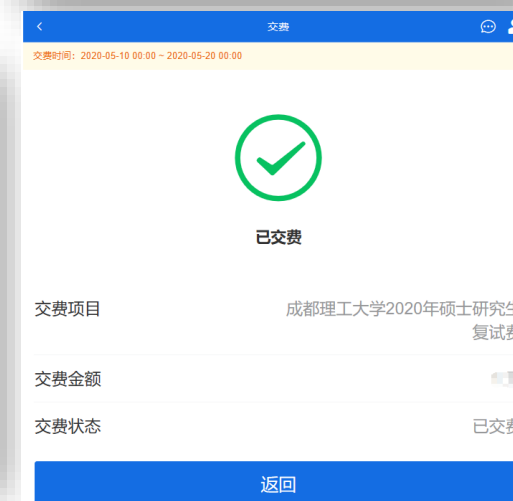 交费
交费时间：2020-05-10 00:00 ~ 2020-05-20 00:00
已交费
交费项目
成都理工大学2020年硕士研究生
复试费
交费金额
交费状态
已交费
返回